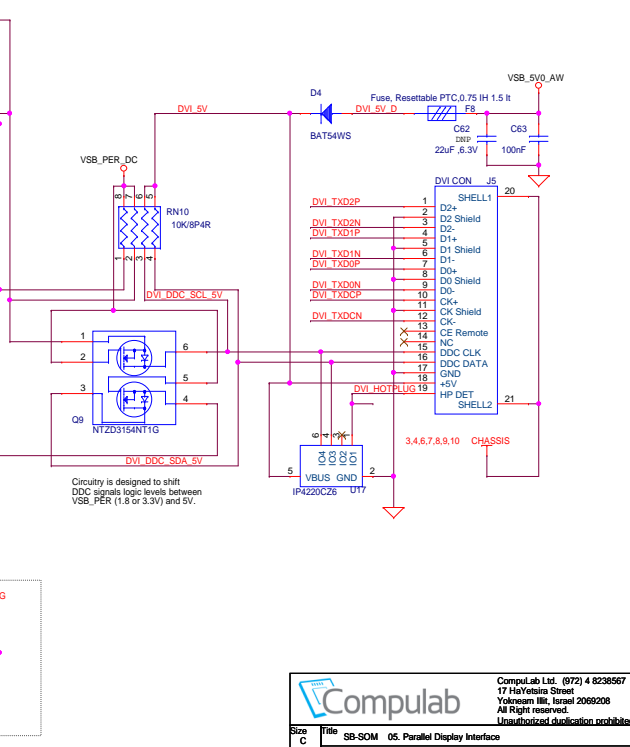 VSB_5V0_AW
D4
Fuse, Resettable PTC,0.75 IH 1.5 It
DVI_5V
DVI_5V_D
F8
BAT54WS
C62
DNP
22uF ,6.3V
C63
100nF
VSB_PER_DC
8
7
6
5
RN10
10K/8P4R
1
2
3
4
DVI CON
J5
SHELL1
20
DVI_TXD2P
1
D2+
2
D2 Shield
DVI_TXD2N
3
D2-
DVI_TXD1P
4
D1+
5
D1 Shield
DVI_TXD1N
6
D1-
DVI_TXD0P
7
D0+
8
D0 Shield
DVI_TXD0N
9
D0-
DVI_TXDCP
10
CK+
11
CK Shield
DVI_TXDCN
12
CK-
13
CE Remote
14
NC
15
DDC CLK
16
DDC DATA
17
GND
18
+5V
DVI_HOTPLUG
19
HP DET
SHELL2
21
DVI_DDC_SCL_5V
1
2
3
6
5
4
Q9
NTZD3154NT1G
DVI_DDC_SDA_5V
3,4,6,7,8,9,10
CHASSIS
6
4
3
1
IO4
IO3
IO2
IO1
5
VBUS
GND
2
IP4220CZ6
U17
Circuitry is designed to shift
DDC signals logic levels between
VSB_PER (1.8 or 3.3V) and 5V.
G
Compulab
CompuLab Ltd. (972) 4 8238567
17 HaYetsira Street
Yokneam Illit, Israel 2069208
All Right reserved.
Unauthorized duplication prohibited
Size
C
Title
SB-SOM 05. Parallel Display Interface